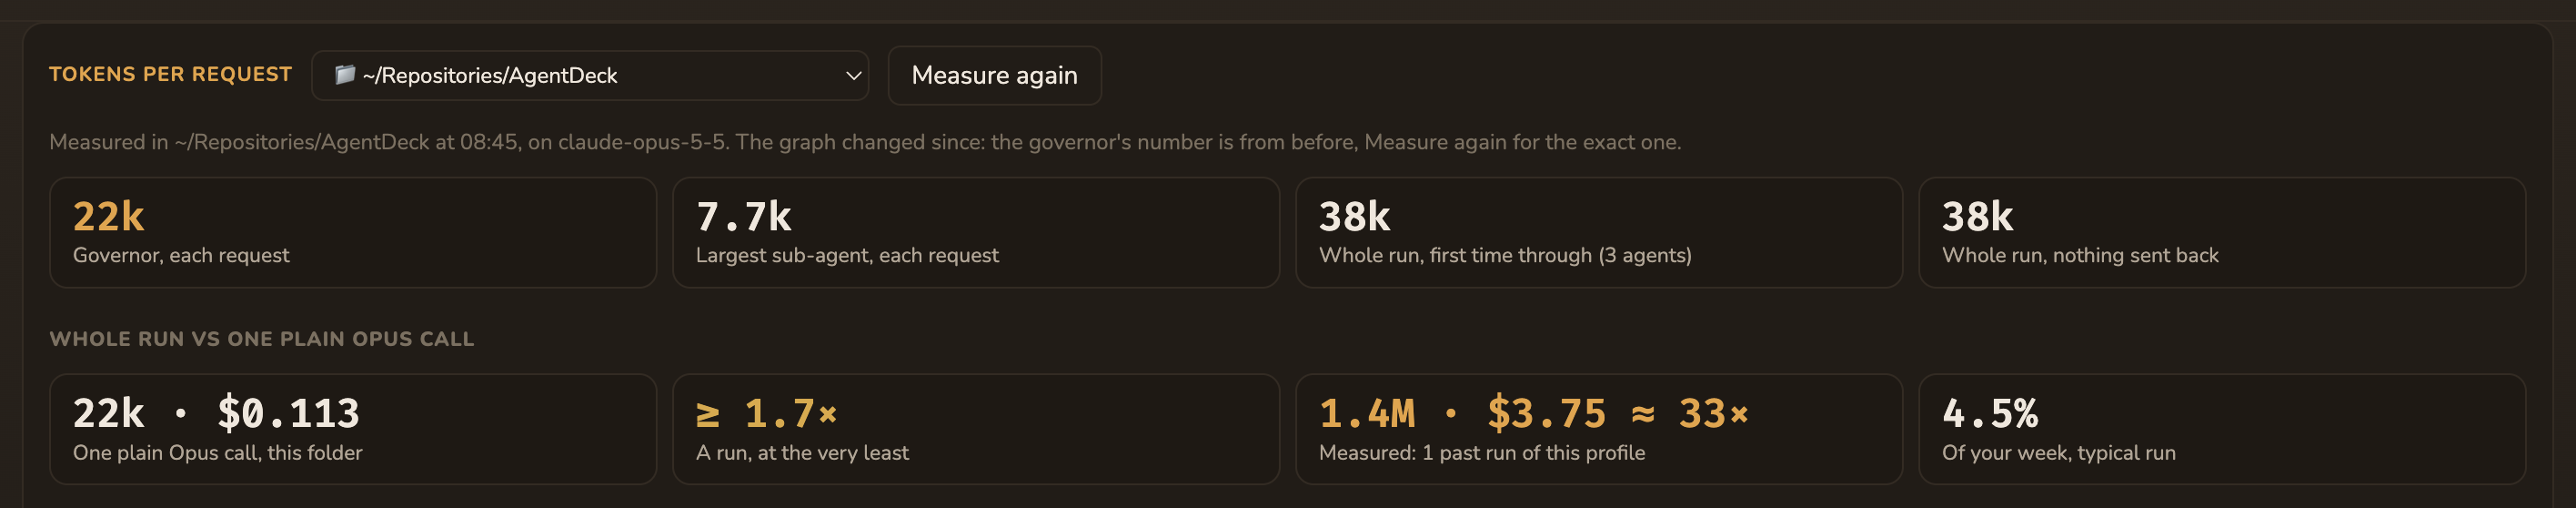 TOKENS PER REQUEST
~/Repositories/AgentDeck
Measure again
Measured in ~/Repositories/AgentDeck at 08:45, on claude-opus-5-5. The graph changed since: the governor's number is from before, Measure again for the exact one.
22k
Governor, each request
7.7k
Largest sub-agent, each request
38k
Whole run, first time through (3 agents)
38k
Whole run, nothing sent back
WHOLE RUN VS ONE PLAIN OPUS CALL
22k · $0.113
One plain Opus call, this folder
≥ 1.7×
A run, at the very least
1.4M · $3.75 ≈ 33×
Measured: 1 past run of this profile
4.5%
Of your week, typical run